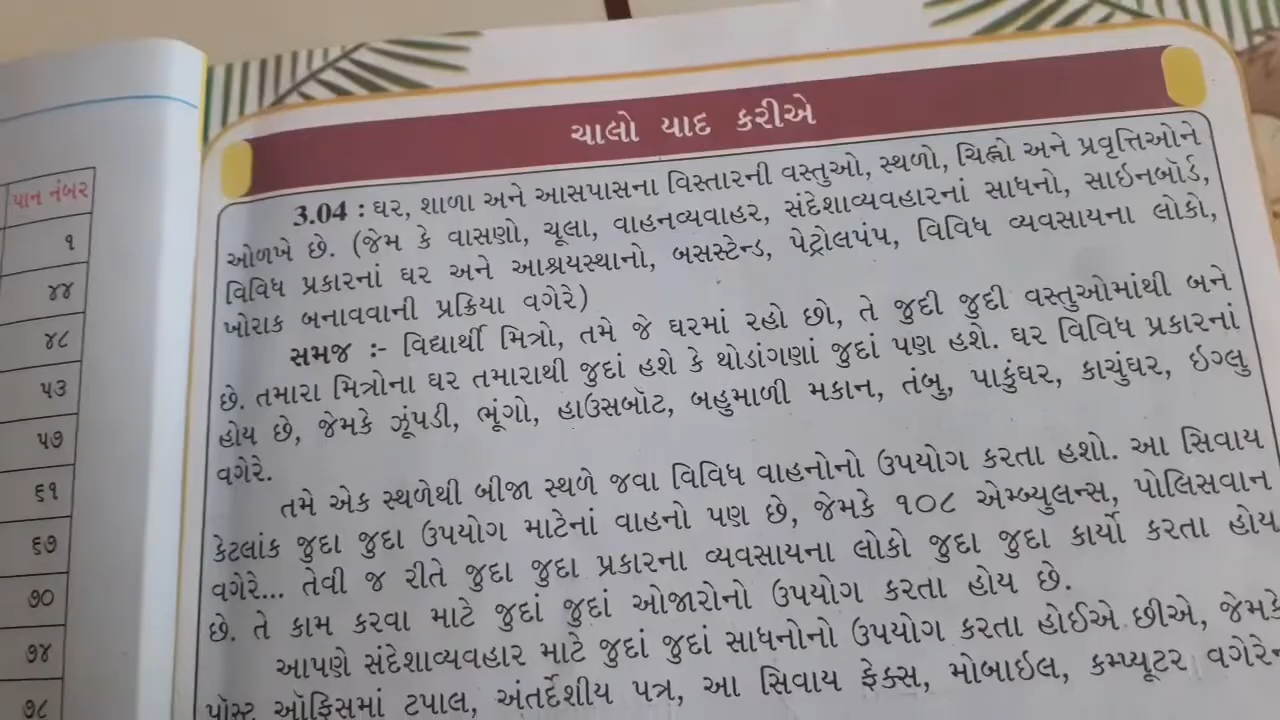 પાન નંબર
૧
૪૪
૪૮
૫૩
૫૭
૬૧
૬૭
૭૦
૭૪
૭૮
ચાલો યાદ કરીએ
3.04 : ઘર, શાળા અને આસપાસના વિસ્તારની વસ્તુઓ, સ્થળો, ચિહ્નો અને પ્રવૃત્તિઓને
ઓળખે છે. (જેમ કે વાસણો, ચૂલા, વાહનવ્યવાહર, સંદેશાવ્યવહારનાં સાધનો, સાઇનબૉર્ડ,
વિવિધ પ્રકારનાં ઘર અને આશ્રયસ્થાનો, બસસ્ટેન્ડ, પેટ્રોલપંપ, વિવિધ વ્યવસાયના લોકો,
ખોરાક બનાવવાની પ્રક્રિયા વગેરે)
સમજ :- વિદ્યાર્થી મિત્રો, તમે જે ઘરમાં રહો છો, તે જુદી જુદી વસ્તુઓમાંથી બને
છે. તમારા મિત્રોના ઘર તમારાથી જુદાં હશે કે થોડાંગણાં જુદાં પણ હશે. ઘર વિવિધ પ્રકારનાં
હોય છે, જેમકે ઝૂંપડી, ભૂંગો, હાઉસબૉટ, બહુમાળી મકાન, તંબુ, પાકુંઘર, કાચુંઘર, ઇગ્લુ
વગેરે.
તમે એક સ્થળેથી બીજા સ્થળે જવા વિવિધ વાહનોનો ઉપયોગ કરતા હશો. આ સિવાય
કેટલાંક જુદા જુદા ઉપયોગ માટેનાં વાહનો પણ છે, જેમકે ૧૦૮ એમ્બ્યુલન્સ, પોલિસવાન
વગેરે... તેવી જ રીતે જુદા જુદા પ્રકારના વ્યવસાયના લોકો જુદા જુદા કાર્યો કરતા હોય
છે. તે કામ કરવા માટે જુદાં જુદાં ઓજારોનો ઉપયોગ કરતા હોય છે.
આપણે સંદેશાવ્યવહાર માટે જુદાં જુદાં સાધનોનો ઉપયોગ કરતા હોઈએ છીએ, જેમકે
પૉસ્ટ ઑફિસમાં ટપાલ, અંતર્દેશીય પત્ર, આ સિવાય ફેક્સ, મોબાઇલ, કમ્પ્યૂટર